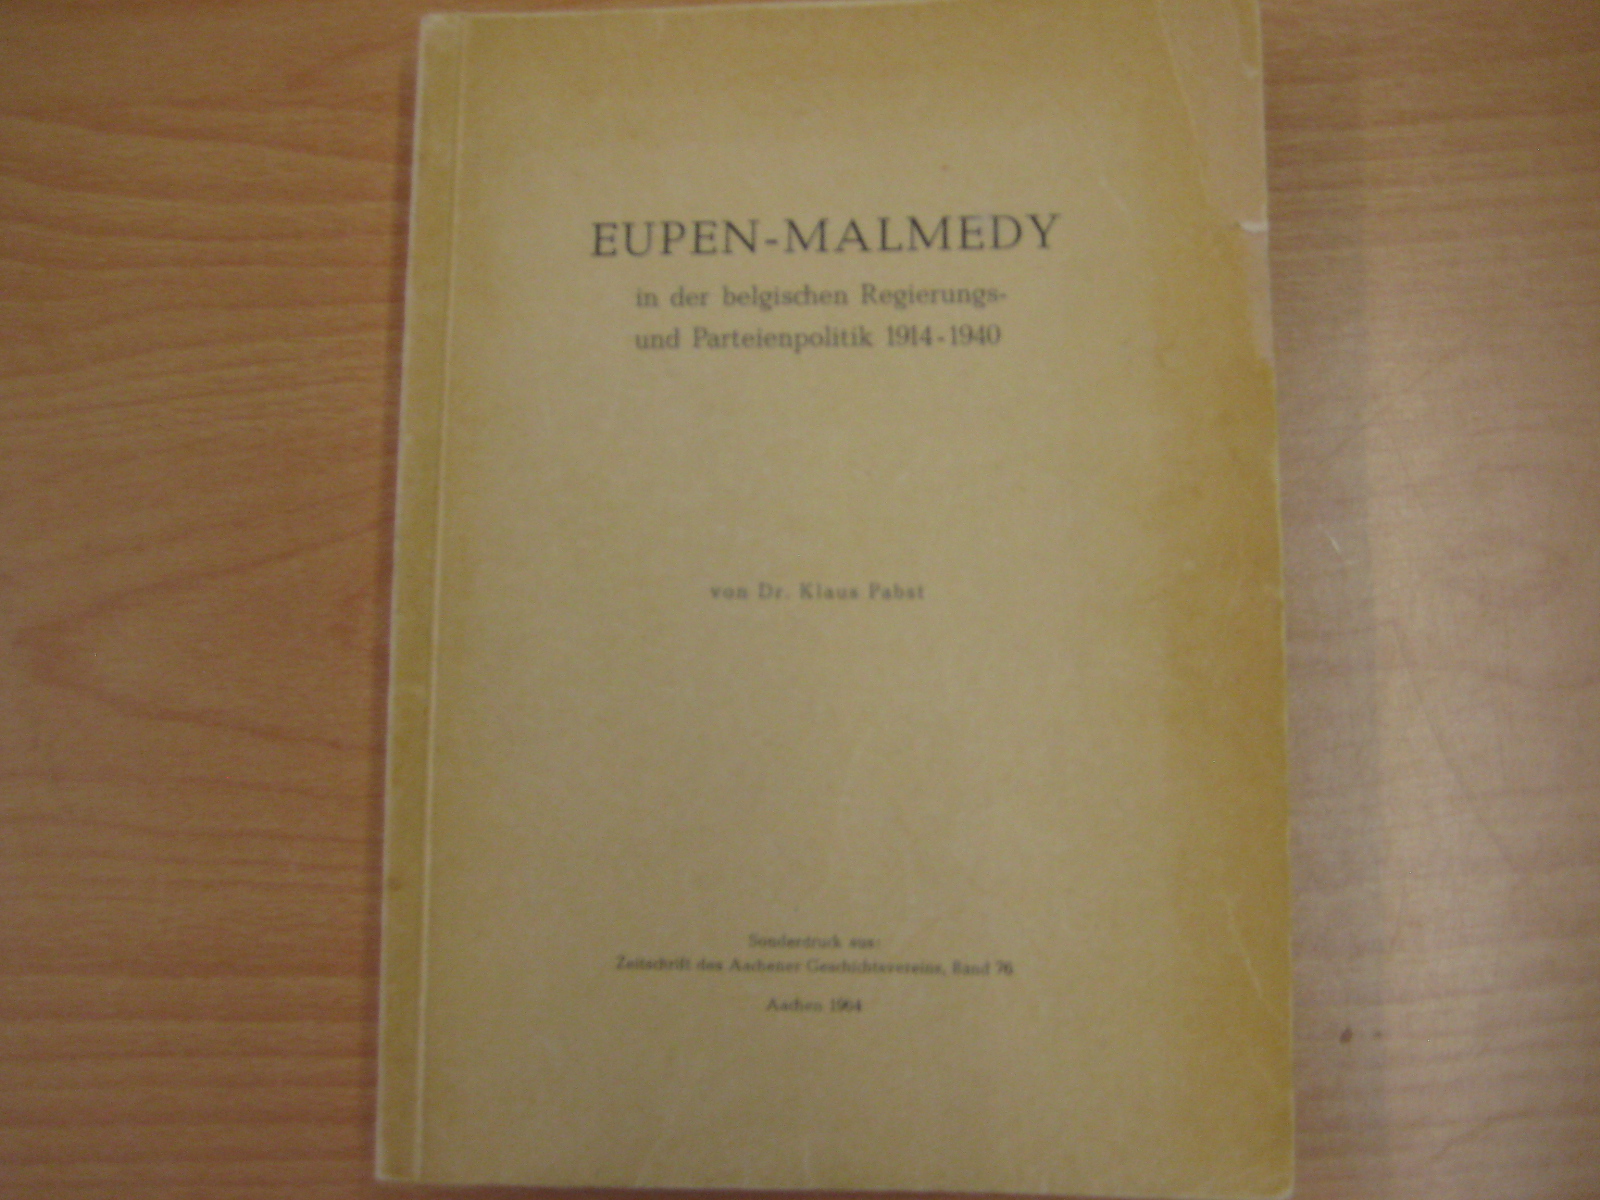 EUPEN-MALMEDY
in der belgischen Regierungs-
und Parteienpolitik 1914-1940
von Dr. Klaus Pabst
Sonderdruck aus:
Zeitschrift des Aachener Geschichtsvereins, Band 76
Aachen 1964